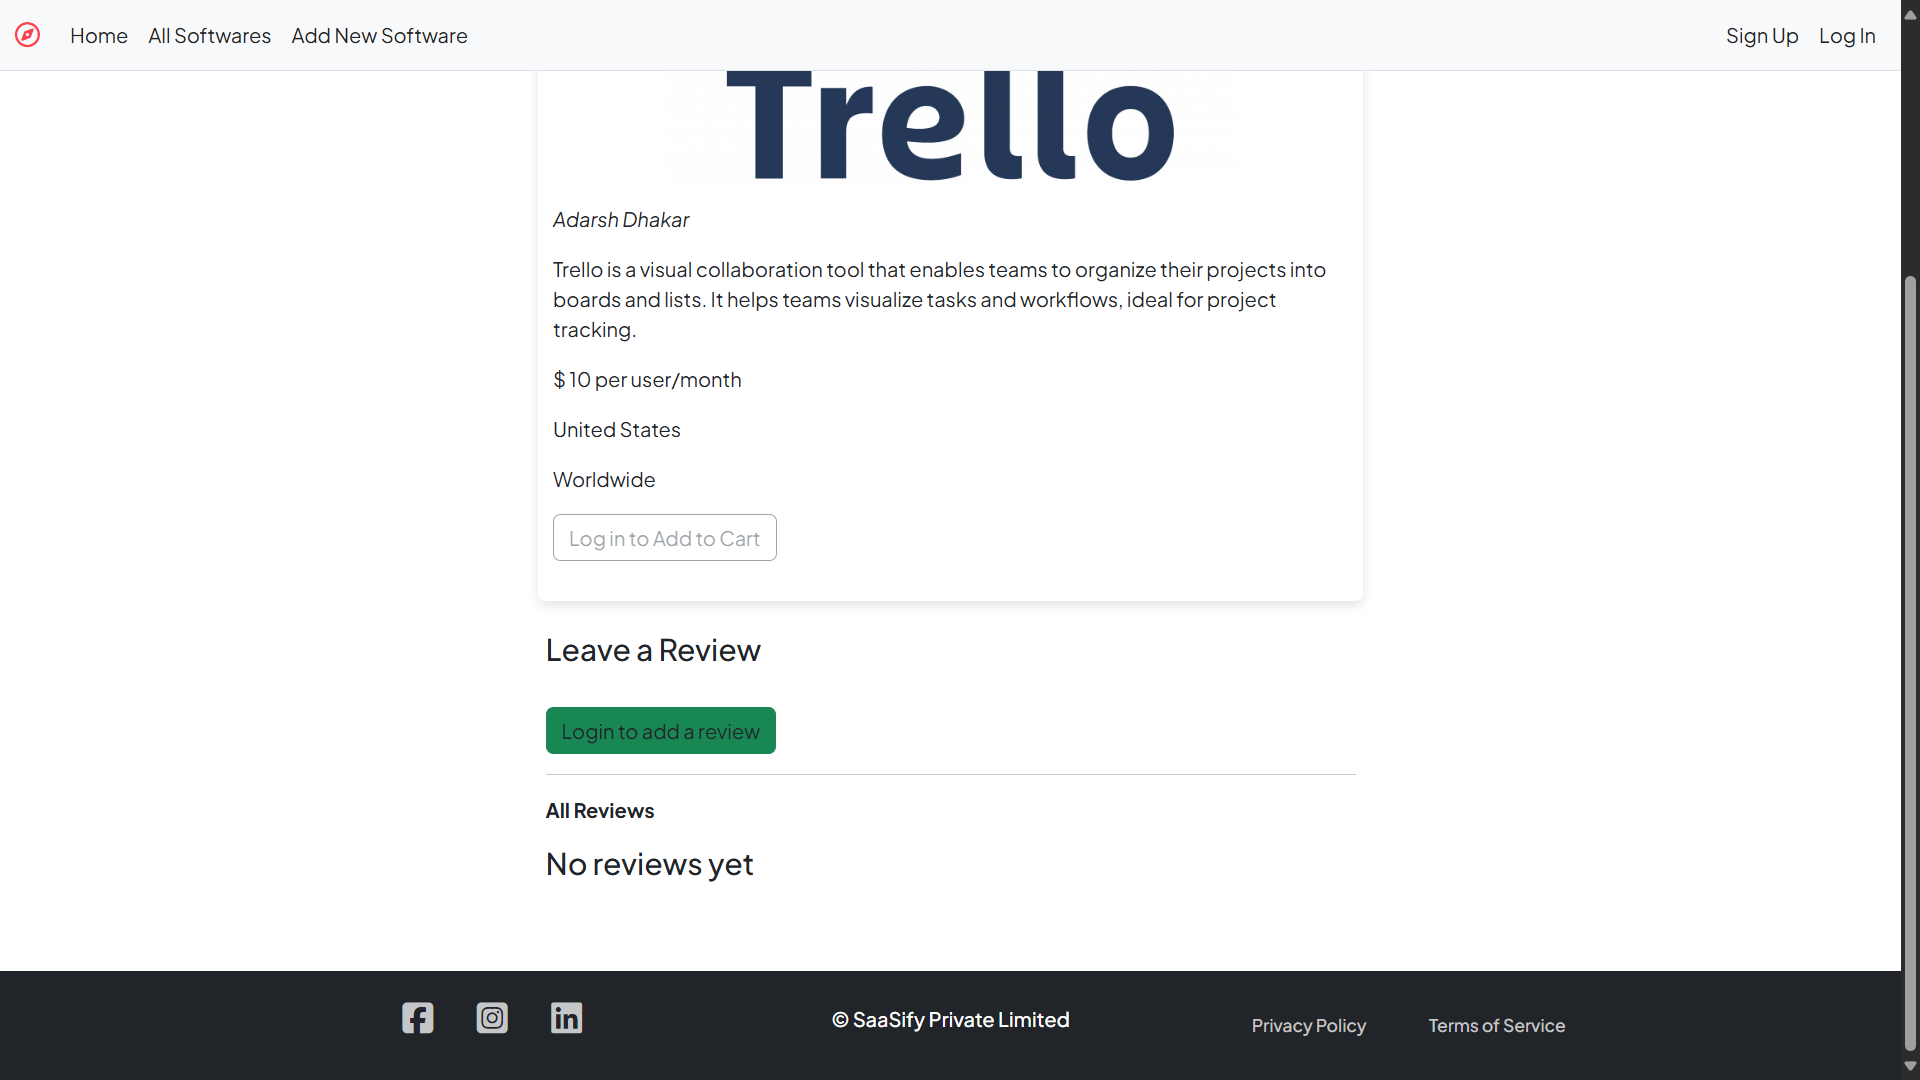 Home All Softwares Add New Software Sign Up Log In
Trello
Adarsh Dhakar
Trello is a visual collaboration tool that enables teams to organize their projects into
boards and lists. It helps teams visualize tasks and workflows, ideal for project
tracking.
$ 10 per user/month
United States
Worldwide
Log in to Add to Cart
Leave a Review
Login to add a review
All Reviews
No reviews yet
© SaaSify Private Limited Privacy Policy Terms of Service